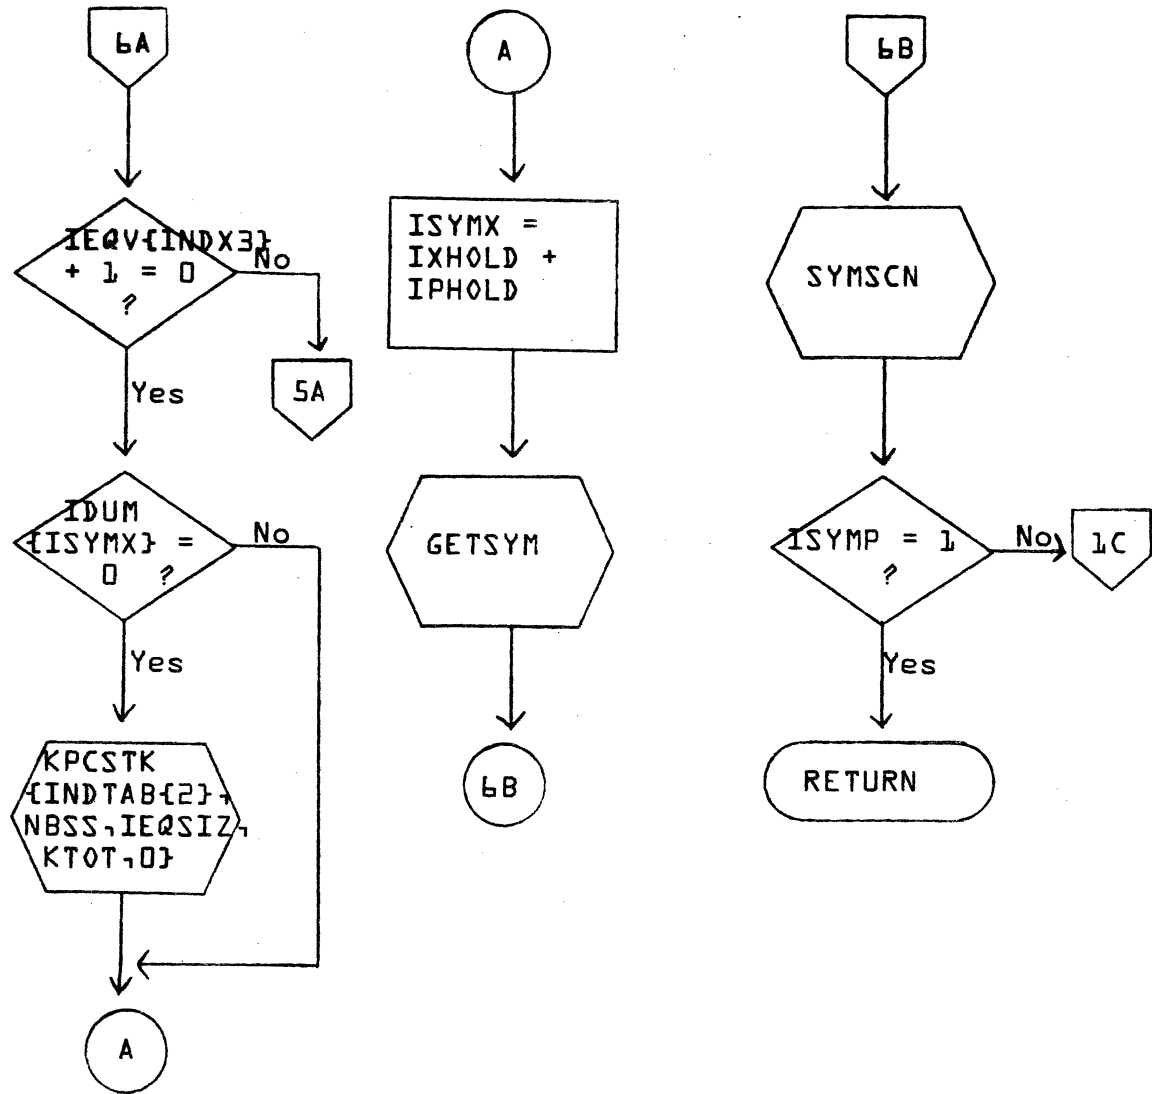 6A
IEQV{INDX3}
+ 1 = 0
?
No
5A
Yes
IDUM
{ISYMX} =
0 ?
No
Yes
KPCSTK
{INDTAB{2},
NBSS,IEQSIZ,
KTOT,0}
A
A
ISYMX =
IXHOLD +
IPHOLD
GETSYM
6B
6B
SYMSCN
ISYMP = 1
?
No
1C
Yes
RETURN